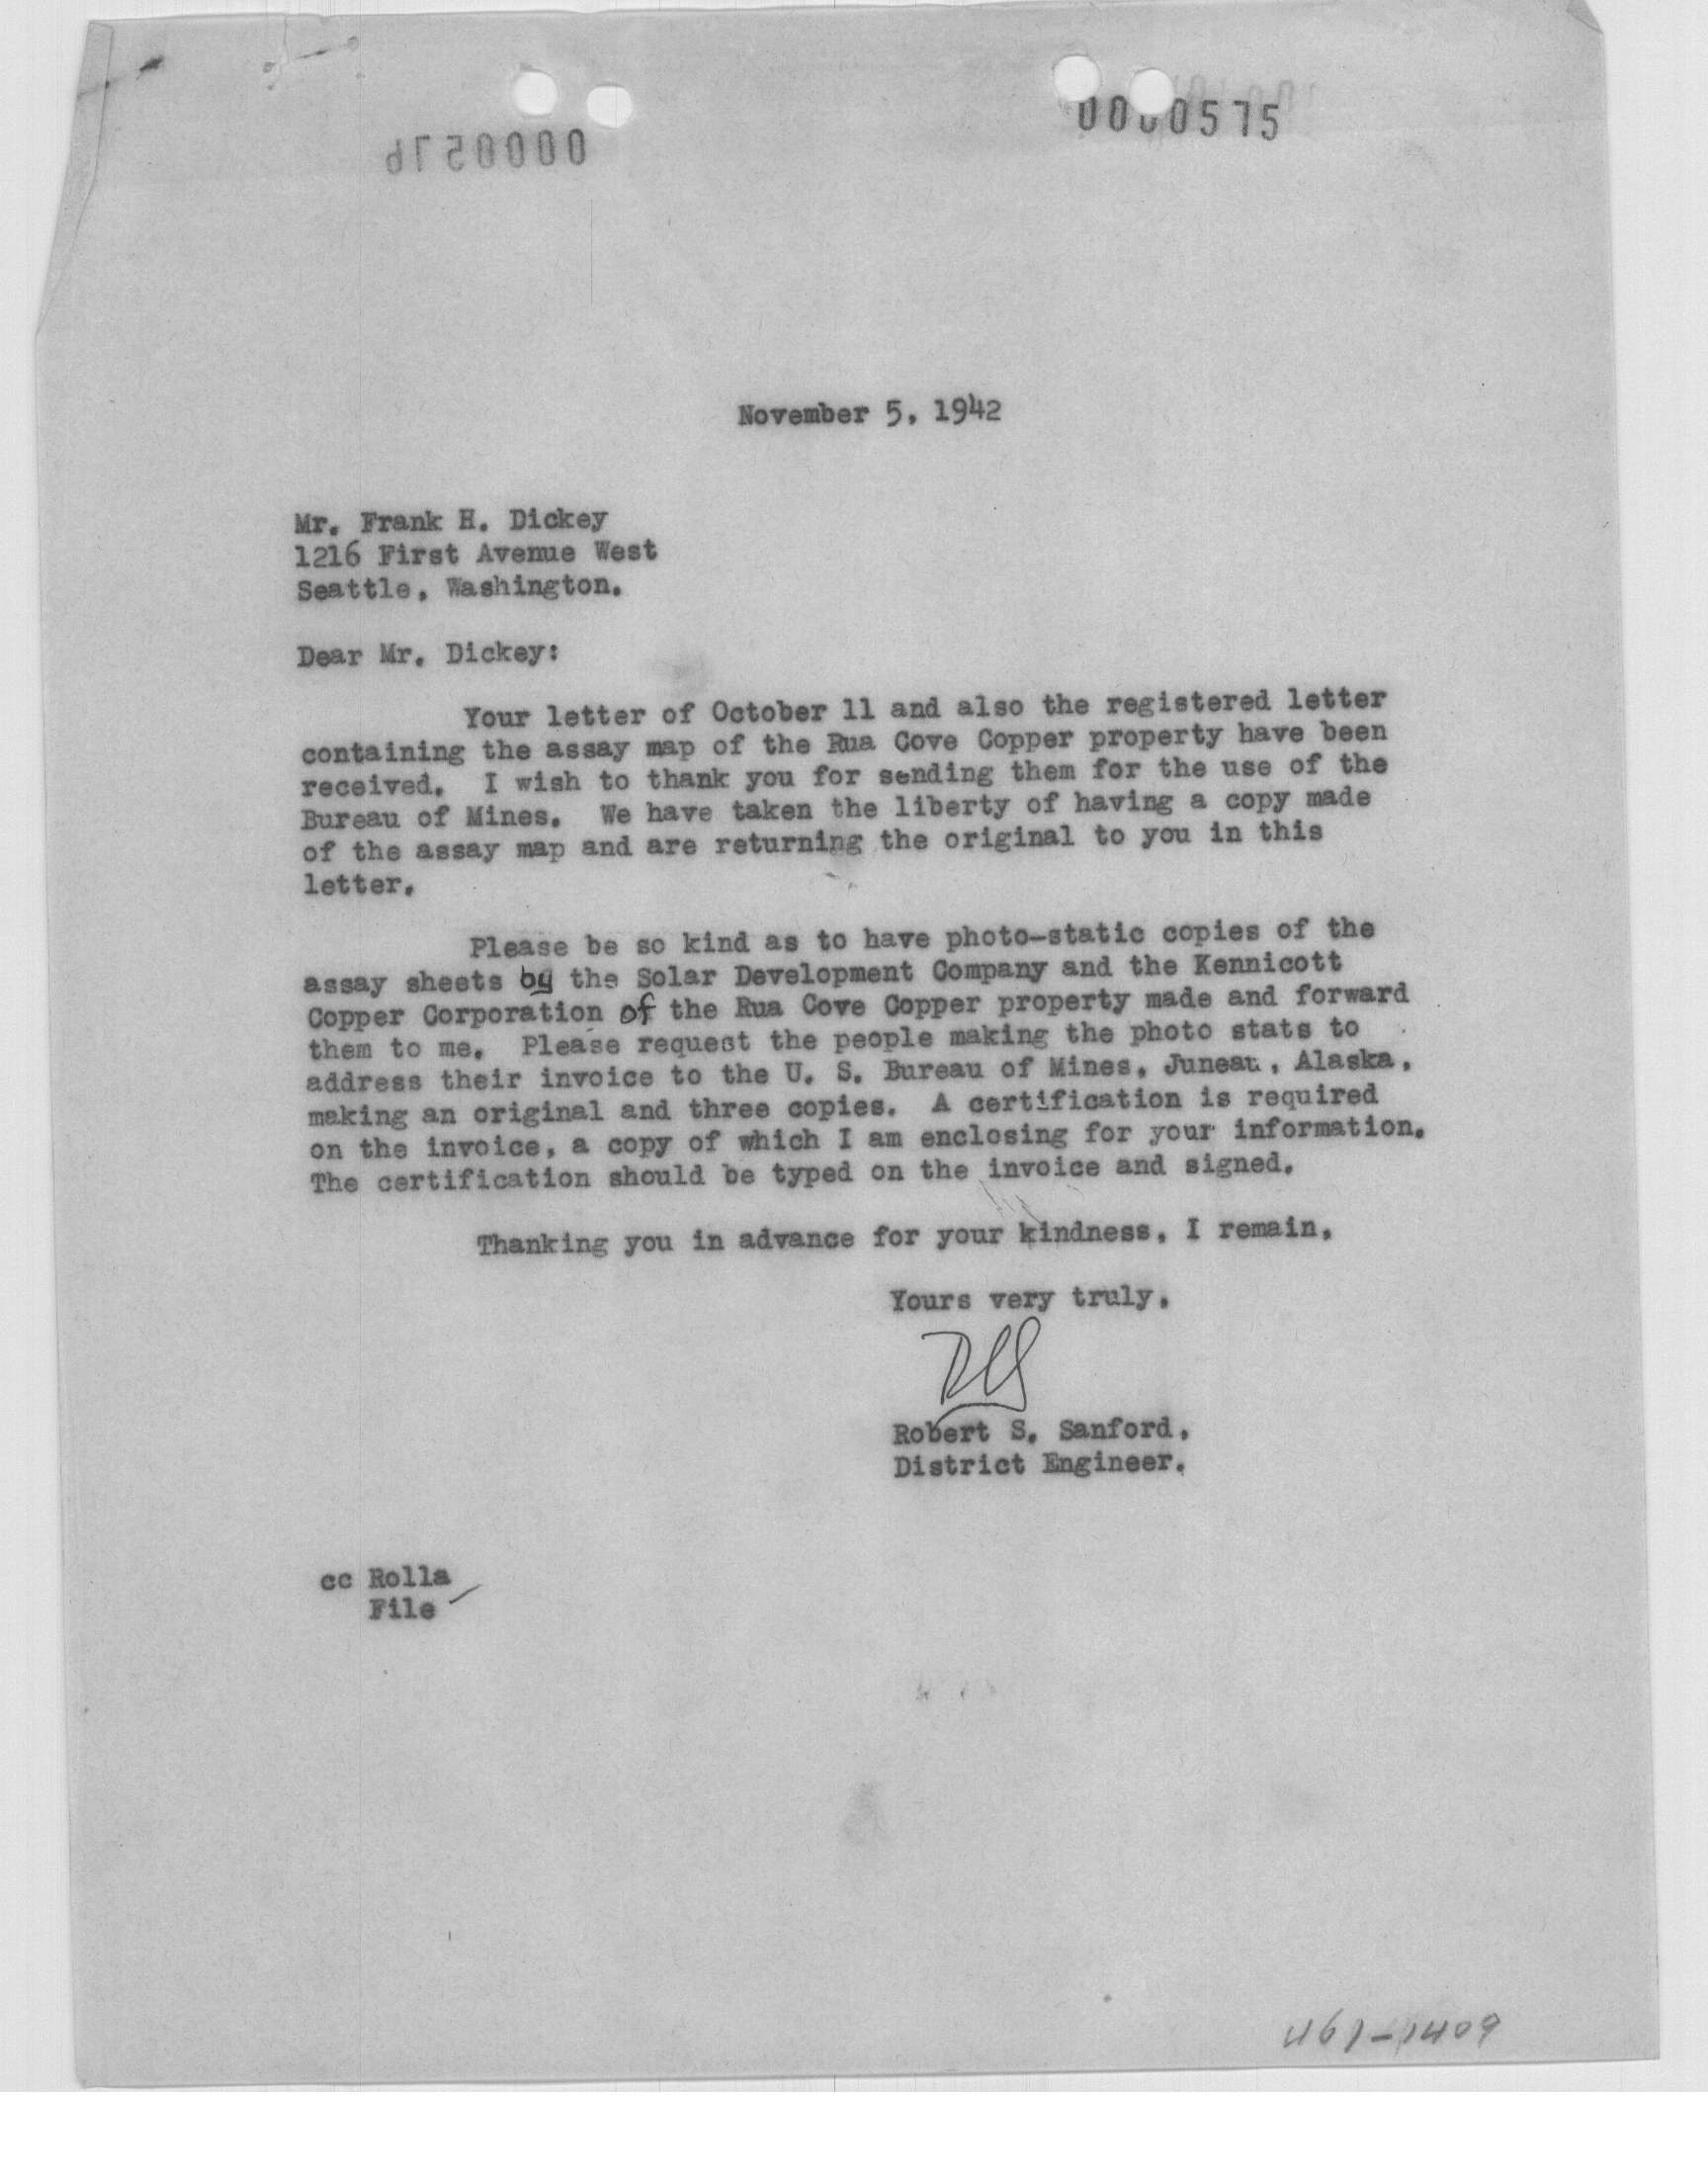 0000575
0000576
November 5, 1942
Mr. Frank H. Dickey
1216 First Avenue West
Seattle, Washington.
Dear Mr. Dickey:
Your letter of October 11 and also the registered letter
containing the assay map of the Rua Cove Copper property have been
received. I wish to thank you for sending them for the use of the
Bureau of Mines. We have taken the liberty of having a copy made
of the assay map and are returning the original to you in this
letter.
Please be so kind as to have photo-static copies of the
assay sheets by the Solar Development Company and the Kennicott
Copper Corporation of the Rua Cove Copper property made and forward
them to me. Please request the people making the photo stats to
address their invoice to the U. S. Bureau of Mines, Juneau, Alaska,
making an original and three copies. A certification is required
on the invoice, a copy of which I am enclosing for your information.
The certification should be typed on the invoice and signed.
Thanking you in advance for your kindness, I remain,
Yours very truly,
RSS
Robert S. Sanford,
District Engineer.
cc Rolla
File
461-1409